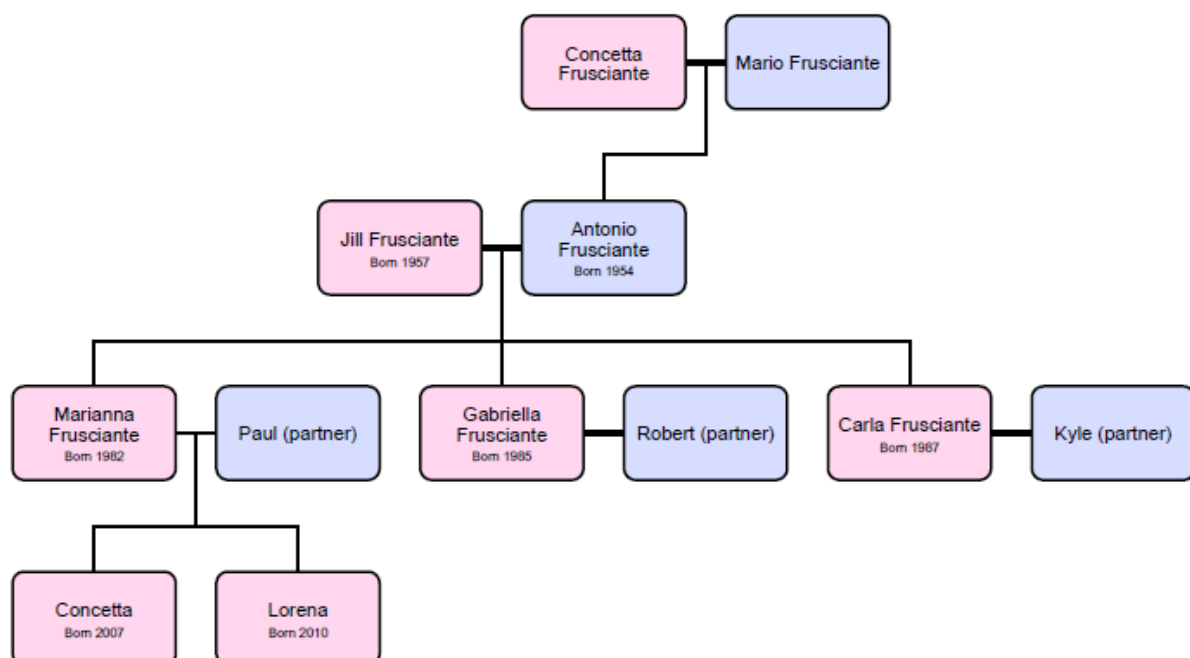 Concetta
Frusciante
Mario Frusciante
Jill Frusciante
Born 1957
Antonio
Frusciante
Born 1954
Marianna
Frusciante
Born 1982
Paul (partner)
Gabriella
Frusciante
Born 1985
Robert (partner)
Carla Frusciante
Born 1987
Kyle (partner)
Concetta
Born 2007
Lorena
Born 2010